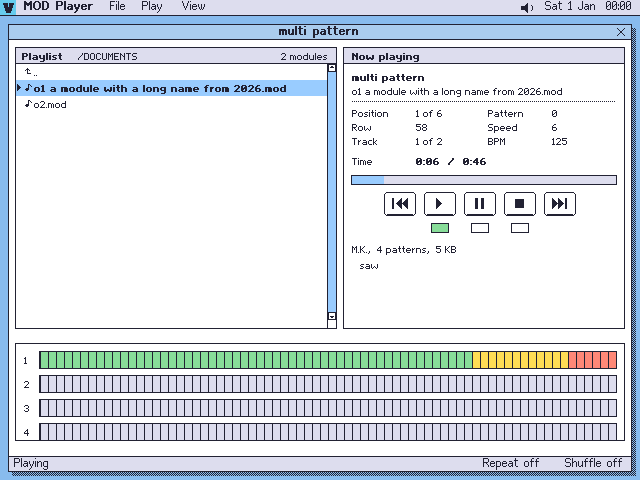 MOD Player File Play View Sat 1 Jan 00:00
multi pattern
Playlist /DOCUMENTS 2 modules
..
o1 a module with a long name from 2026.mod
o2.mod
Now playing
multi pattern
o1 a module with a long name from 2026.mod
Position 1 of 6 Pattern 0
Row 58 Speed 6
Track 1 of 2 BPM 125
Time 0:06 / 0:46
M.K., 4 patterns, 5 KB
saw
1
2
3
4
Playing Repeat off Shuffle off